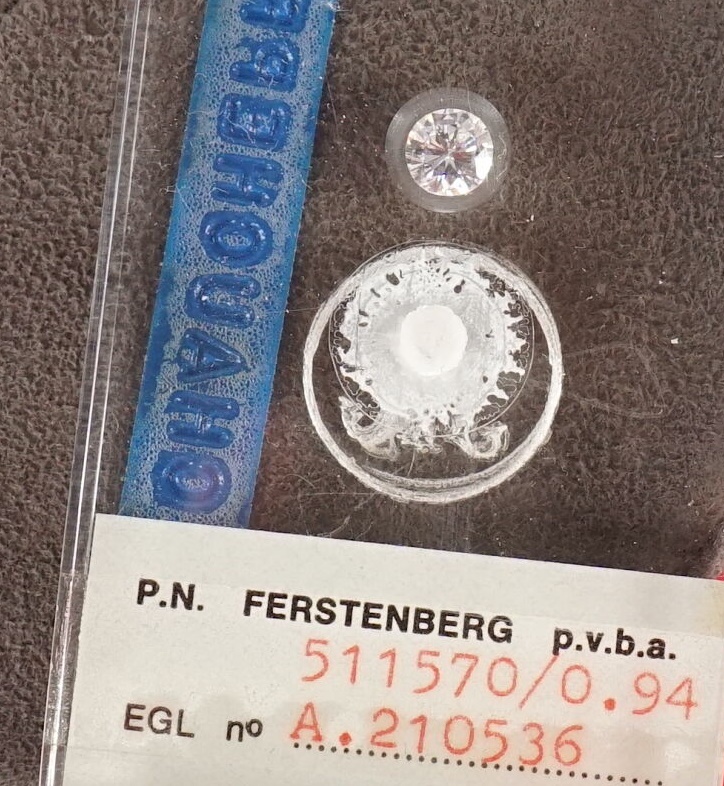 P.N. FERSTENBERG p.v.b.a.
511570/0.94
EGL nº A.210536